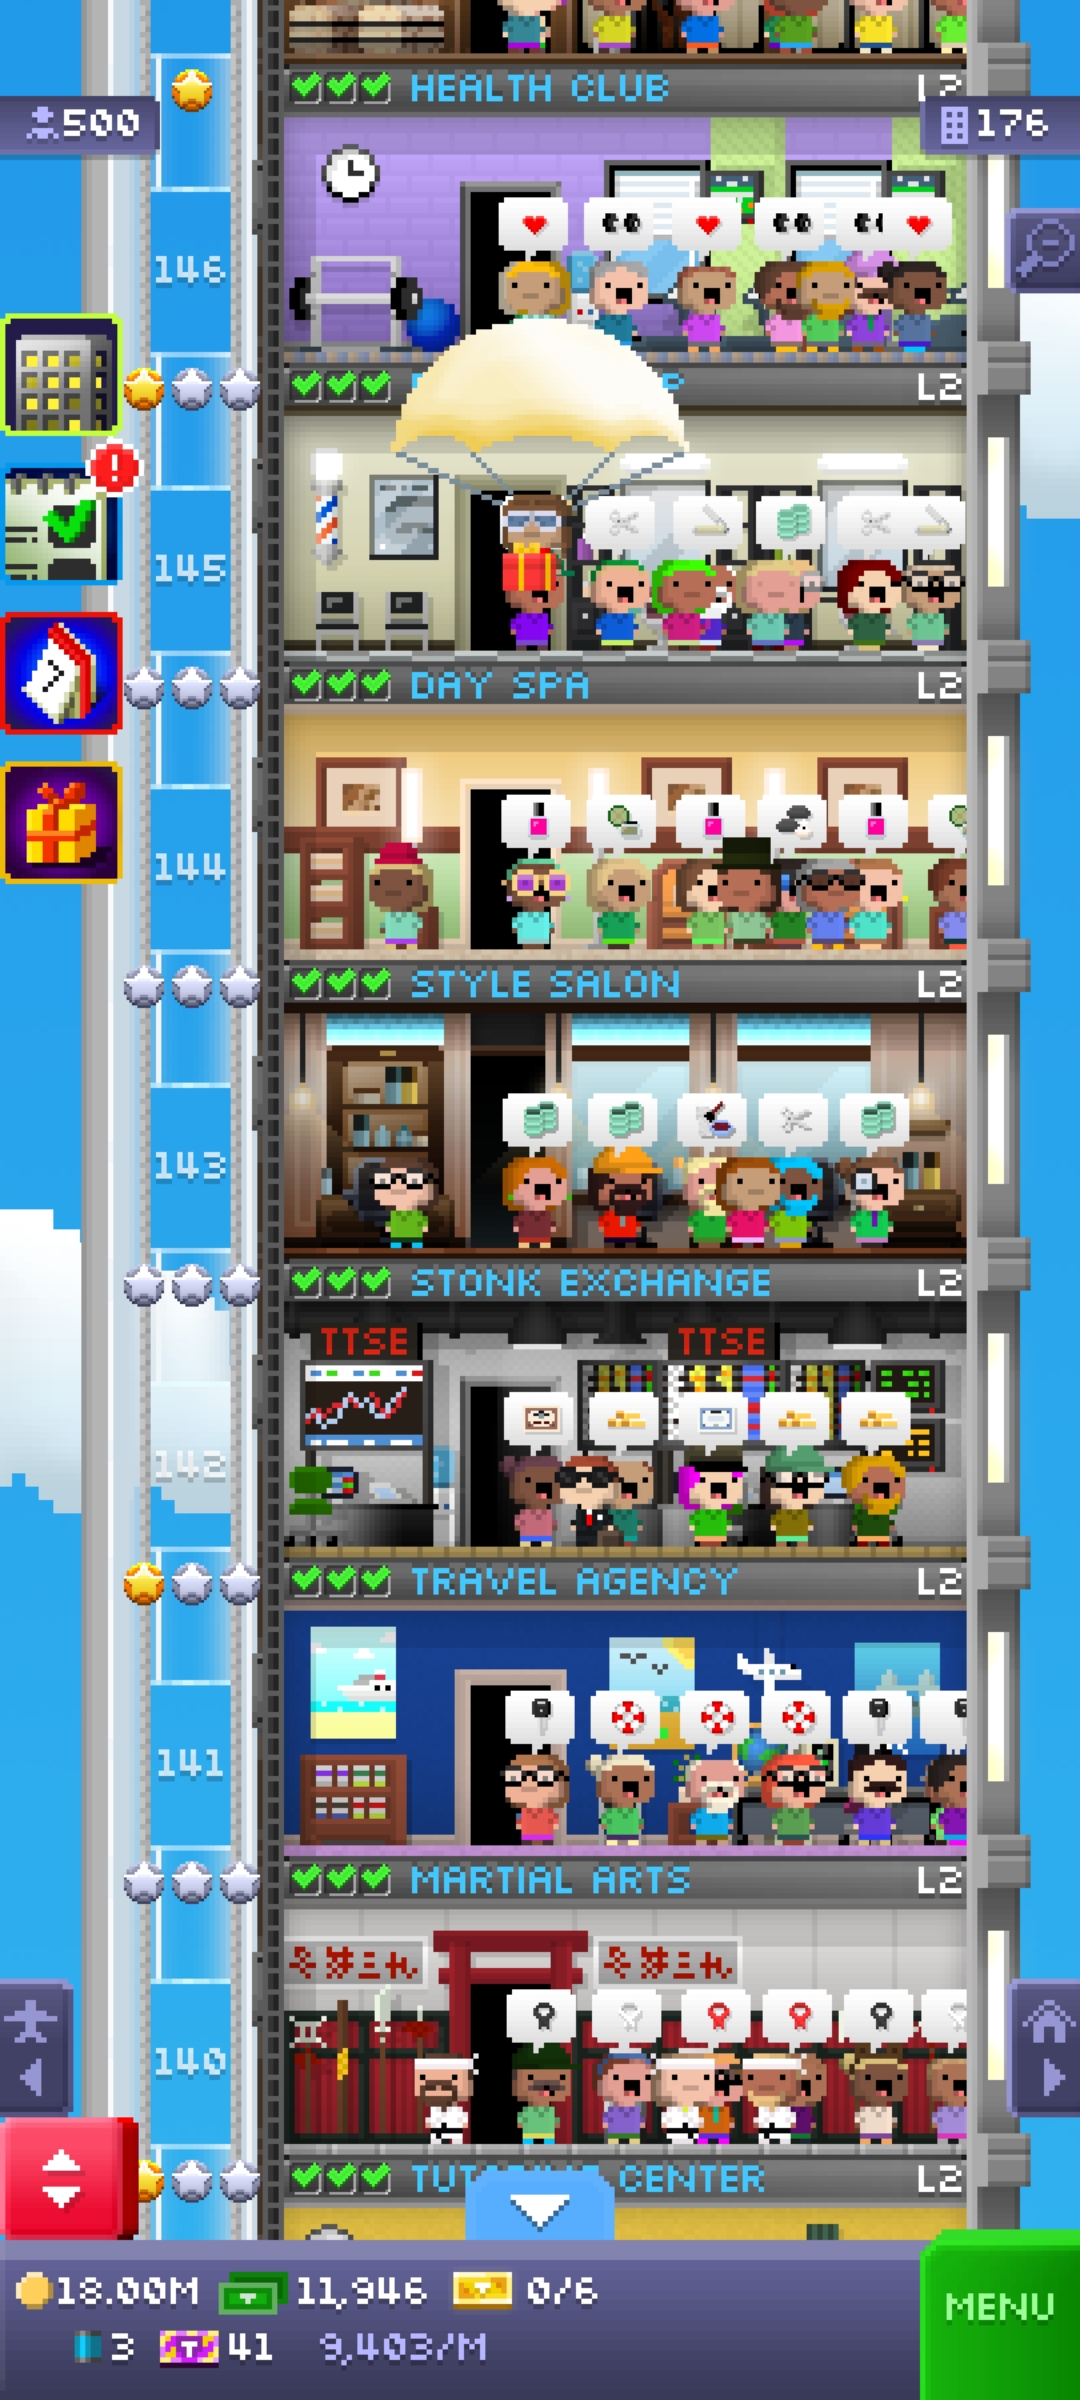 HEALTH CLUB L2
500
176
146
L2
145
DAY SPA L2
144
STYLE SALON L2
143
STONK EXCHANGE L2
TTSE TTSE
142
TRAVEL AGENCY L2
141
MARTIAL ARTS L2
140
CENTER L2
18.00M 11,946 0/6
3 41 9,403/M
MENU